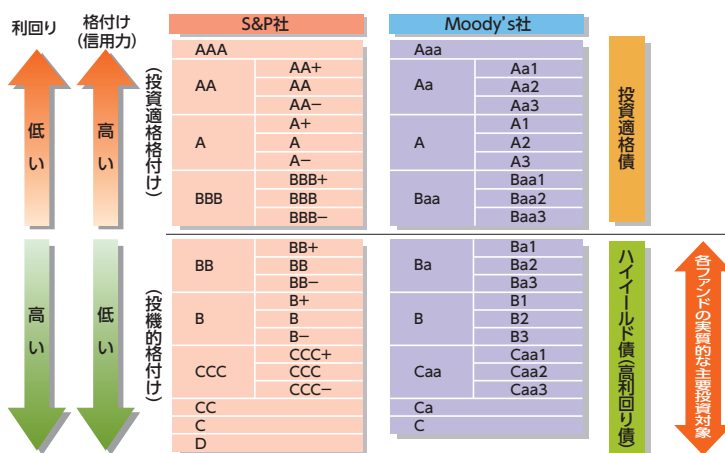 利回り
格付け
(信用力)
S&P社
Moody's社
低い
高い
(投資適格格付け)
AAA
AA
AA+
AA
AA−
A
A+
A
A−
BBB
BBB+
BBB
BBB−
Aaa
Aa
Aa1
Aa2
Aa3
A
A1
A2
A3
Baa
Baa1
Baa2
Baa3
投資適格債
高い
低い
(投機的格付け)
BB
BB+
BB
BB−
B
B+
B
B−
CCC
CCC+
CCC
CCC−
CC
C
D
Ba
Ba1
Ba2
Ba3
B
B1
B2
B3
Caa
Caa1
Caa2
Caa3
Ca
C
ハイイールド債(高利回り債)
各ファンドの実質的な主要投資対象